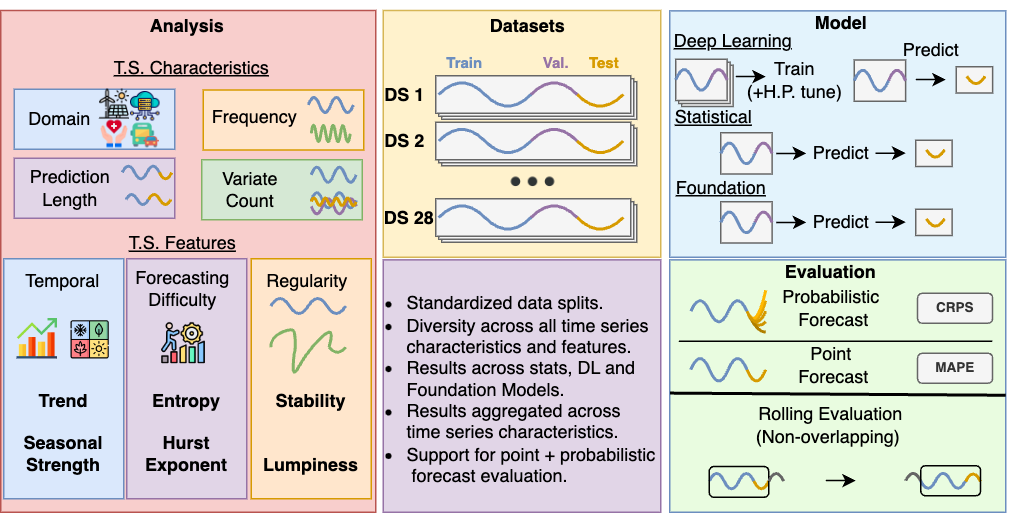 Analysis
T.S. Characteristics
Domain
Frequency
Prediction
Length
Variate
Count
T.S. Features
Temporal
Trend
Seasonal
Strength
Forecasting
Difficulty
Entropy
Hurst
Exponent
Regularity
Stability
Lumpiness
Datasets
Train
Val.
Test
DS 1
DS 2
DS 28
• Standardized data splits.
• Diversity across all time series
characteristics and features.
• Results across stats, DL and
Foundation Models.
• Results aggregated across
time series characteristics.
• Support for point + probabilistic
forecast evaluation.
Model
Deep Learning
Train
(+H.P. tune)
Predict
Statistical
Predict
Foundation
Predict
Evaluation
Probabilistic
Forecast
CRPS
Point
Forecast
MAPE
Rolling Evaluation
(Non-overlapping)